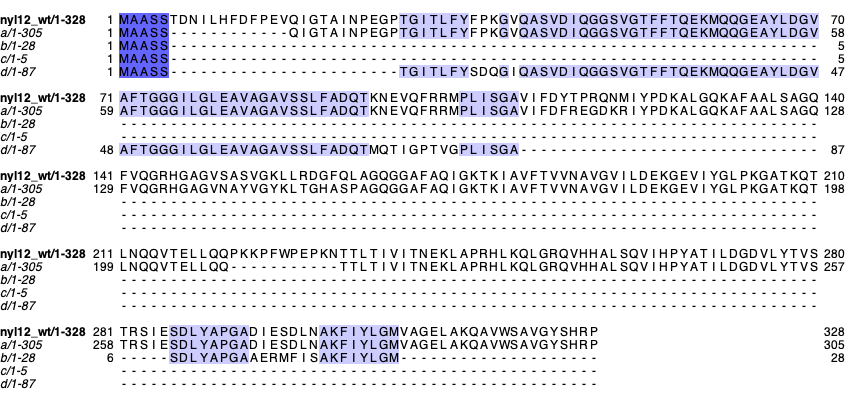 nyl12_wt/1-328 1 MAASSTDNILHFDFPEVQIGTAINPEGPTGITLFYFPKGVQASVDIQGGSVGTFFTQEKMQQGEAYLDGV 70
a/1-305 1 MAASS------------QIGTAINPEGPTGITLFYFPKGVQASVDIQGGSVGTFFTQEKMQQGEAYLDGV 58
b/1-28 1 MAASS----------------------------------------------------------------- 5
c/1-5 1 MAASS----------------------------------------------------------------- 5
d/1-87 1 MAASS-----------------------TGITLFYSDQGIQASVDIQGGSVGTFFTQEKMQQGEAYLDGV 47
nyl12_wt/1-328 71 AFTGGGILGLEAVAGAVSSLFADQTKNEVQFRRMPLISGAVIFDYTPRQNMIYPDKALGQKAFAALSAGQ 140
a/1-305 59 AFTGGGILGLEAVAGAVSSLFADQTKNEVQFRRMPLISGAVIFDFREGDKRIYPDKALGQKAFAALSAGQ 128
b/1-28 ----------------------------------------------------------------------
c/1-5 ----------------------------------------------------------------------
d/1-87 48 AFTGGGILGLEAVAGAVSSLFADQTMQTIGPTVGPLISGA------------------------------ 87
nyl12_wt/1-328 141 FVQGRHGAGVSASVGKLLRDGFQLAGQGGAFAQIGKTKIAVFTVVNAVGVILDEKGEVIYGLPKGATKQT 210
a/1-305 129 FVQGRHGAGVNAYVGYKLTGHASPAGQGGAFAQIGKTKIAVFTVVNAVGVILDEKGEVIYGLPKGATKQT 198
b/1-28 ----------------------------------------------------------------------
c/1-5 ----------------------------------------------------------------------
d/1-87 ----------------------------------------------------------------------
nyl12_wt/1-328 211 LNQQVTELLQQPKKPFWPEPKNTTLTIVITNEKLAPRHLKQLGRQVHHALSQVIHPYATILDGDVLYTVS 280
a/1-305 199 LNQQVTELLQQ-----------TTLTIVITNEKLAPRHLKQLGRQVHHALSQVIHPYATILDGDVLYTVS 257
b/1-28 ----------------------------------------------------------------------
c/1-5 ----------------------------------------------------------------------
d/1-87 ----------------------------------------------------------------------
nyl12_wt/1-328 281 TRSIESDLYAPGADIESDLNAKFIYLGMVAGELAKQAVWSAVGYSHRP 328
a/1-305 258 TRSIESDLYAPGADIESDLNAKFIYLGMVAGELAKQAVWSAVGYSHRP 305
b/1-28 6 -----SDLYAPGAAERMFISAKFIYLGM-------------------- 28
c/1-5 ------------------------------------------------
d/1-87 ------------------------------------------------